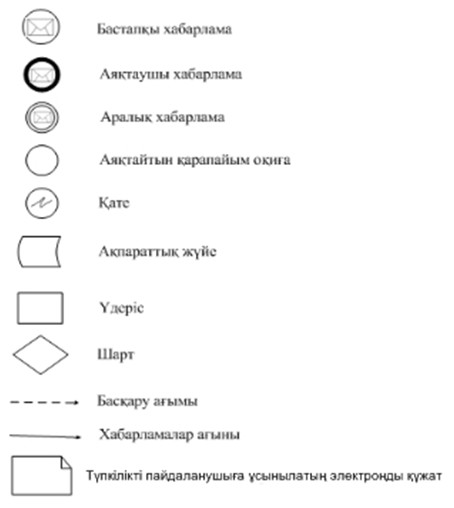 Бастапқы хабарлама
Аяқтаушы хабарлама
Аралық хабарлама
Аяқтайтын қарапайым оқиға
Қате
Ақпараттық жүйе
Үдеріс
Шарт
Басқару ағымы
Хабарламалар ағыны
Түпкілікті пайдаланушыға ұсынылатың электронды құжат